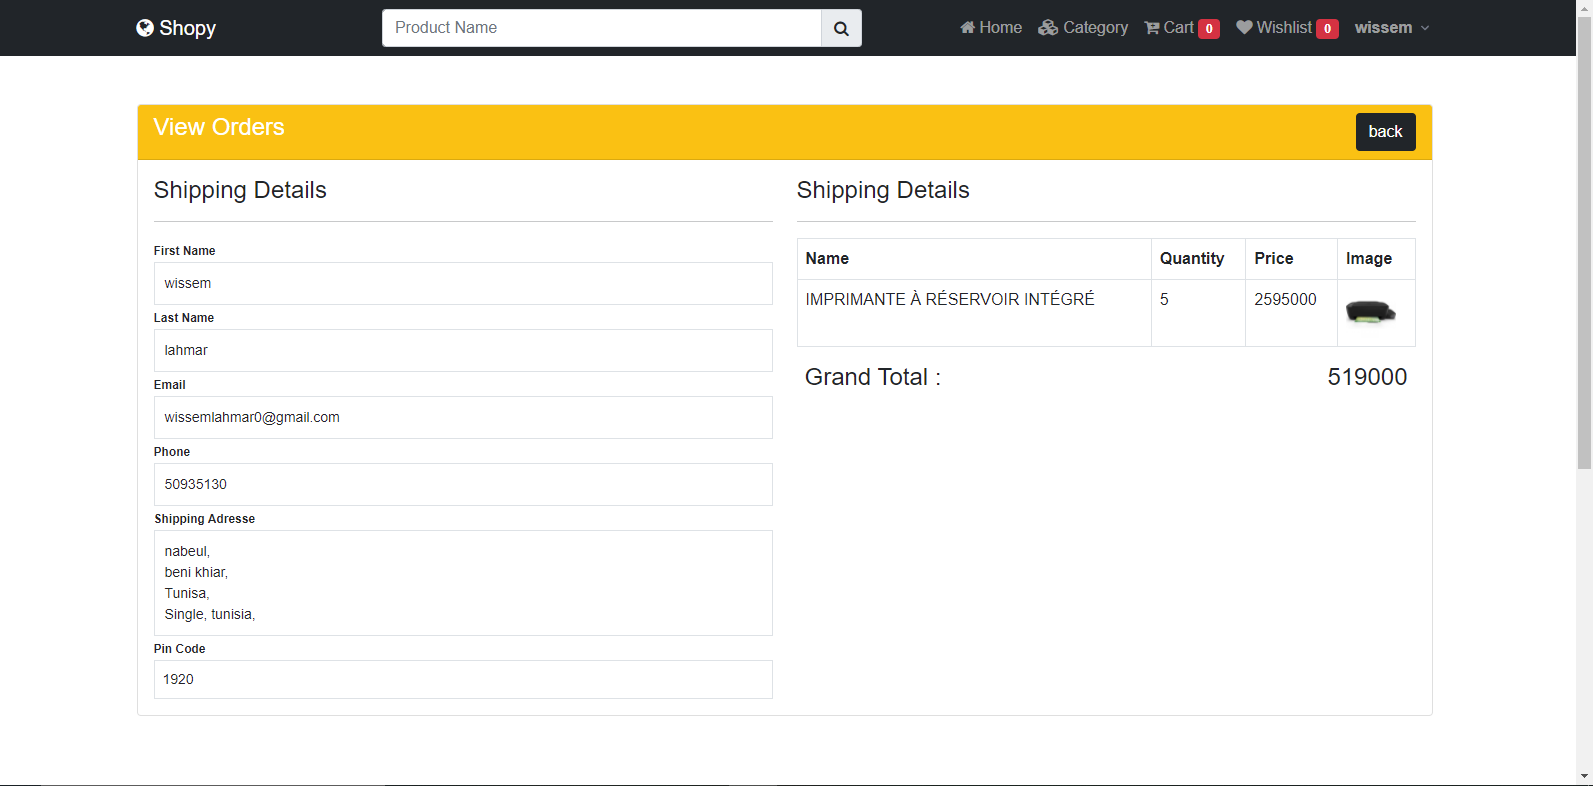 Shopy
Product Name
Home Category Cart 0 Wishlist 0 wissem
View Orders
back
Shipping Details
First Name
wissem
Last Name
lahmar
Email
wissemlahmar0@gmail.com
Phone
50935130
Shipping Adresse
nabeul,
beni khiar,
Tunisa,
Single, tunisia,
Pin Code
1920
Shipping Details
Name Quantity Price Image
IMPRIMANTE À RÉSERVOIR INTÉGRÉ 5 2595000
Grand Total : 519000